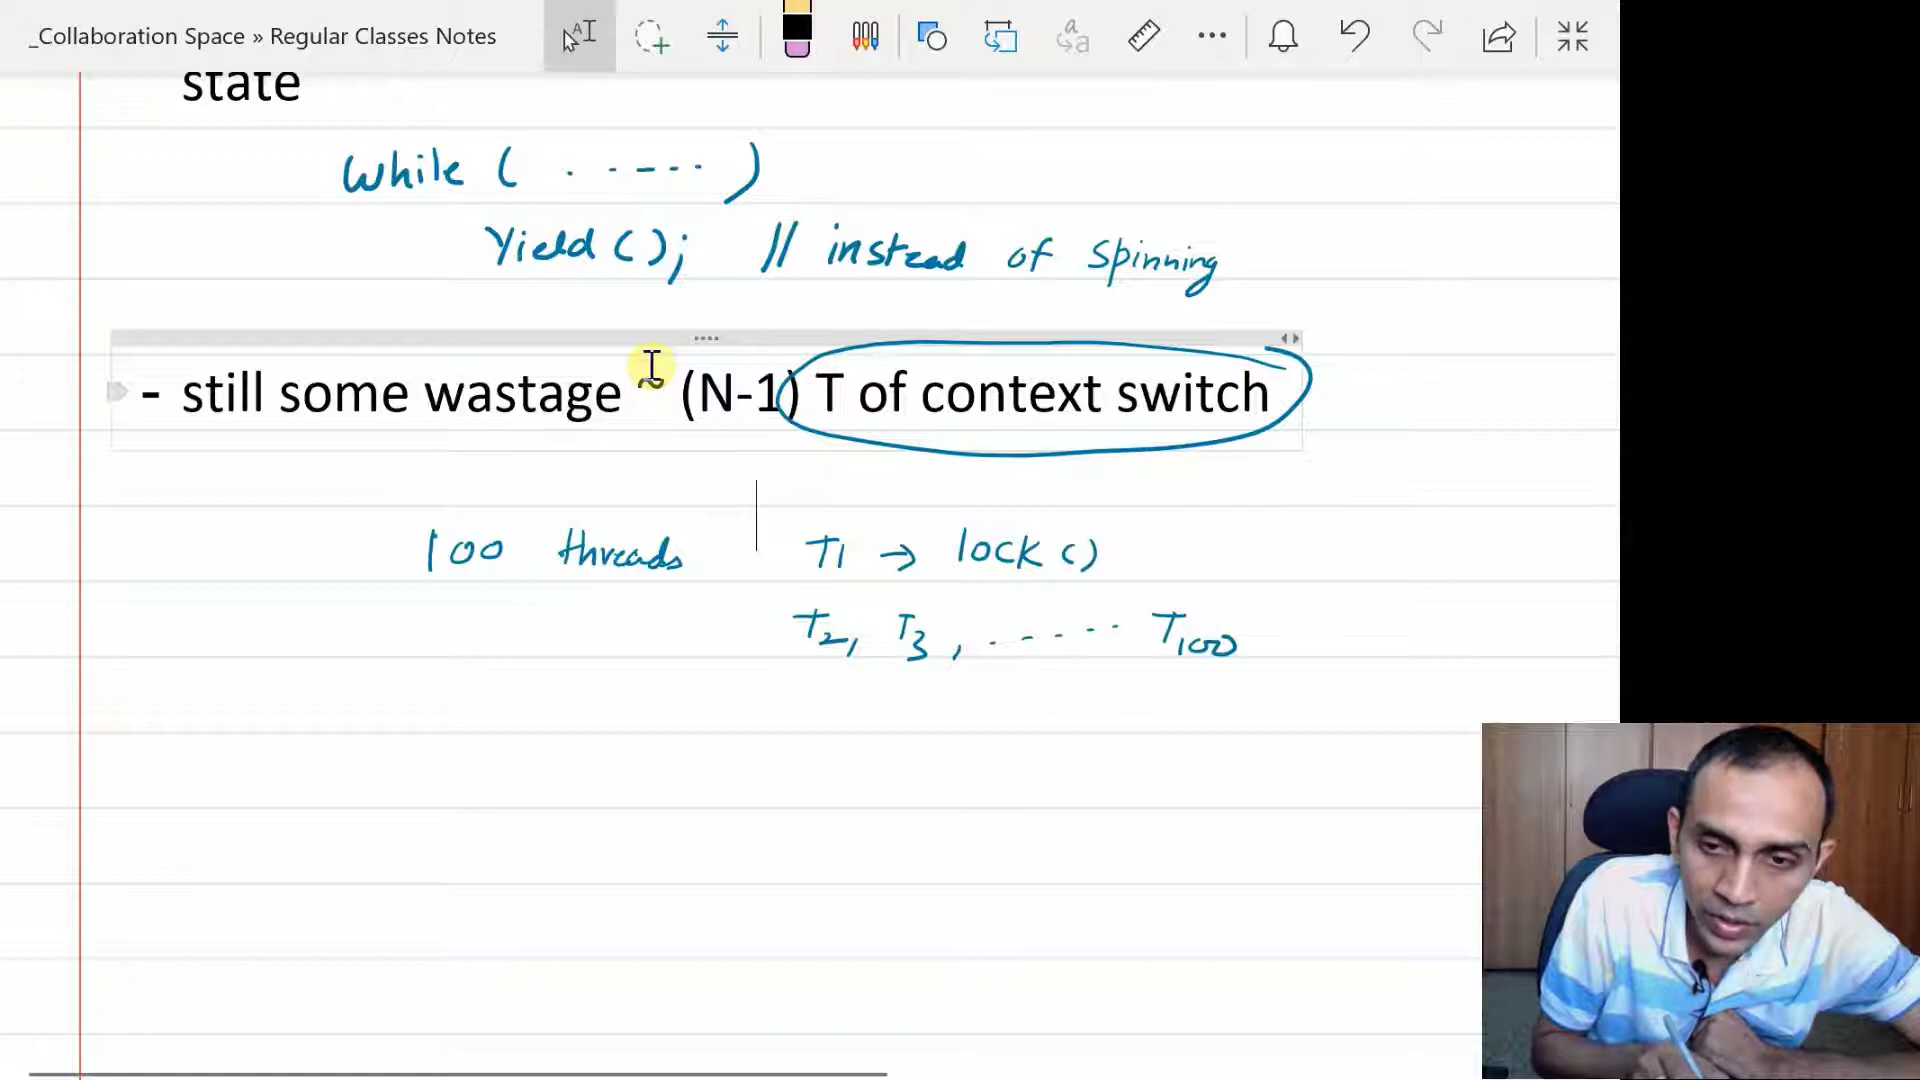 _Collaboration Space » Regular Classes Notes
state
while ( . . - - . . )
Yield ( ) ; // instead of spinning
- still some wastage ~ (N-1) T of context switch
100 threads T1 → lock ( )
T2, T3, . . . . . . T100